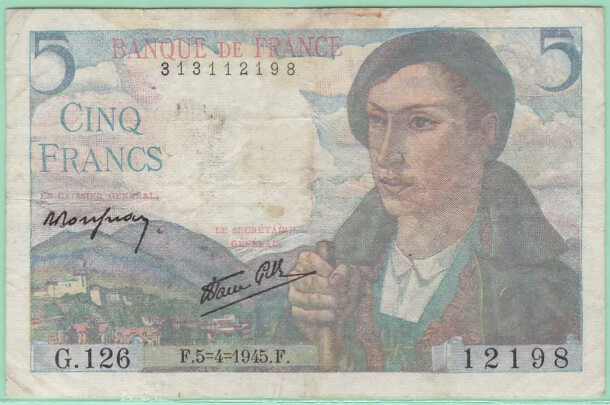 5 BANQUE DE FRANCE 5
313112198
CINQ
FRANCS
LE CAISSIER GÉNÉRAL,
LE SECRÉTAIRE
GÉNÉRAL,
G.126 F.5=4=1945.F. 12198